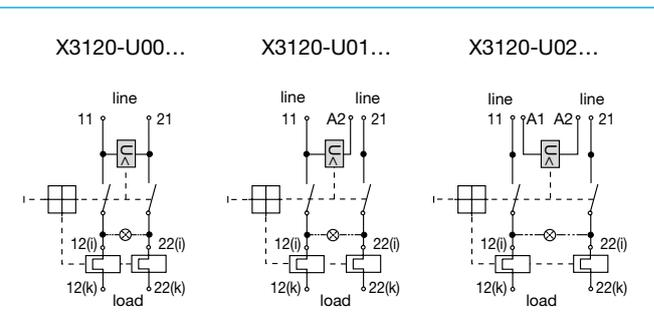 X3120-U00... X3120-U01... X3120-U02...
line line line line line
11 21 11 A2 21 11 A1 A2 21
U< U< U<
I I I
12(i) 22(i) 12(i) 22(i) 12(i) 22(i)
12(k) 22(k) 12(k) 22(k) 12(k) 22(k)
load load load